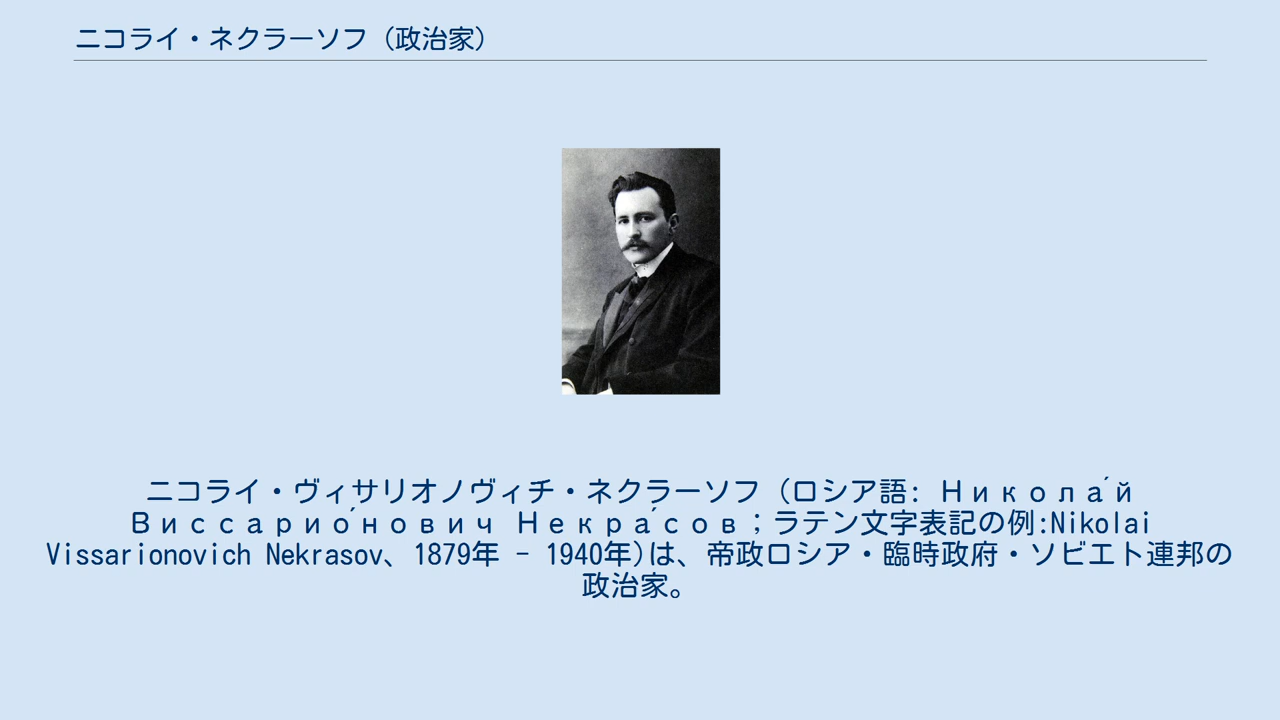 ニコライ・ネクラーソフ（政治家）
ニコライ・ヴィサリオノヴィチ・ネクラーソフ（ロシア語: Никола́й
Виссарио́нович Некра́сов；ラテン文字表記の例:Nikolai
Vissarionovich Nekrasov、1879年 - 1940年)は、帝政ロシア・臨時政府・ソビエト連邦の
政治家。